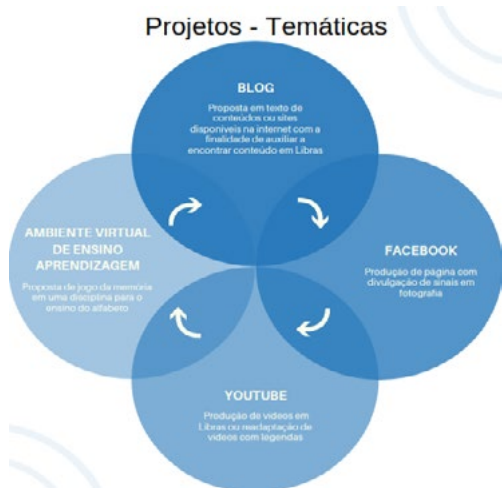 Projetos - Temáticas
BLOG
Proposta em texto de
conteúdos ou sites
disponíveis na internet com a
finalidade de auxiliar a
encontrar conteúdo em Libras
AMBIENTE VIRTUAL
DE ENSINO
APRENDIZAGEM
Proposta de jogo da memória
em uma disciplina para o
ensino do alfabeto
FACEBOOK
Produção de página com
divulgação de sinais em
fotografia
YOUTUBE
Produção de vídeos em
Libras ou readaptação de
vídeos com legendas